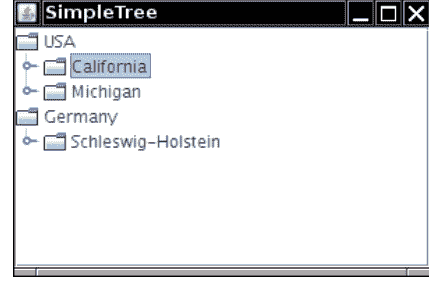 SimpleTree
USA
California
Michigan
Germany
Schleswig-Holstein